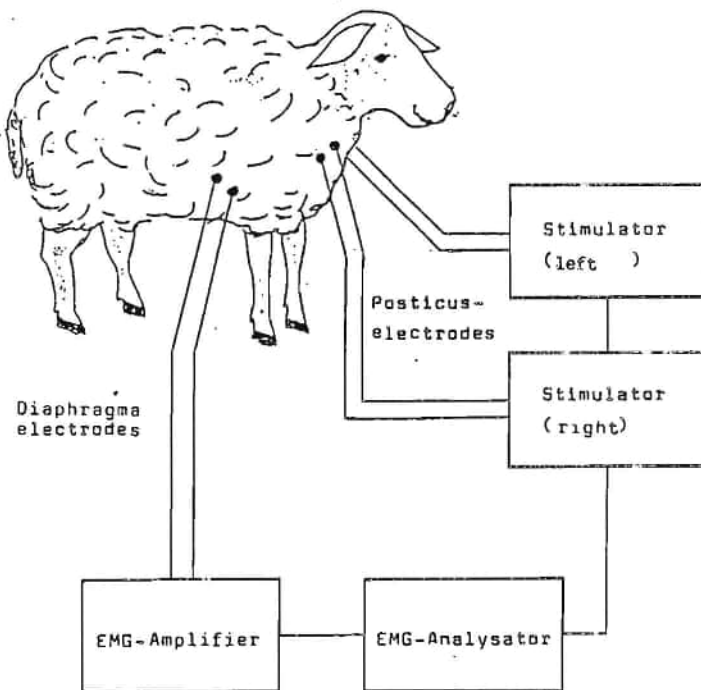 Stimulator
(left )
Posticus-
electrodes
Stimulator
(right)
Diaphragma
electrodes
EMG-Amplifier
EMG-Analysator